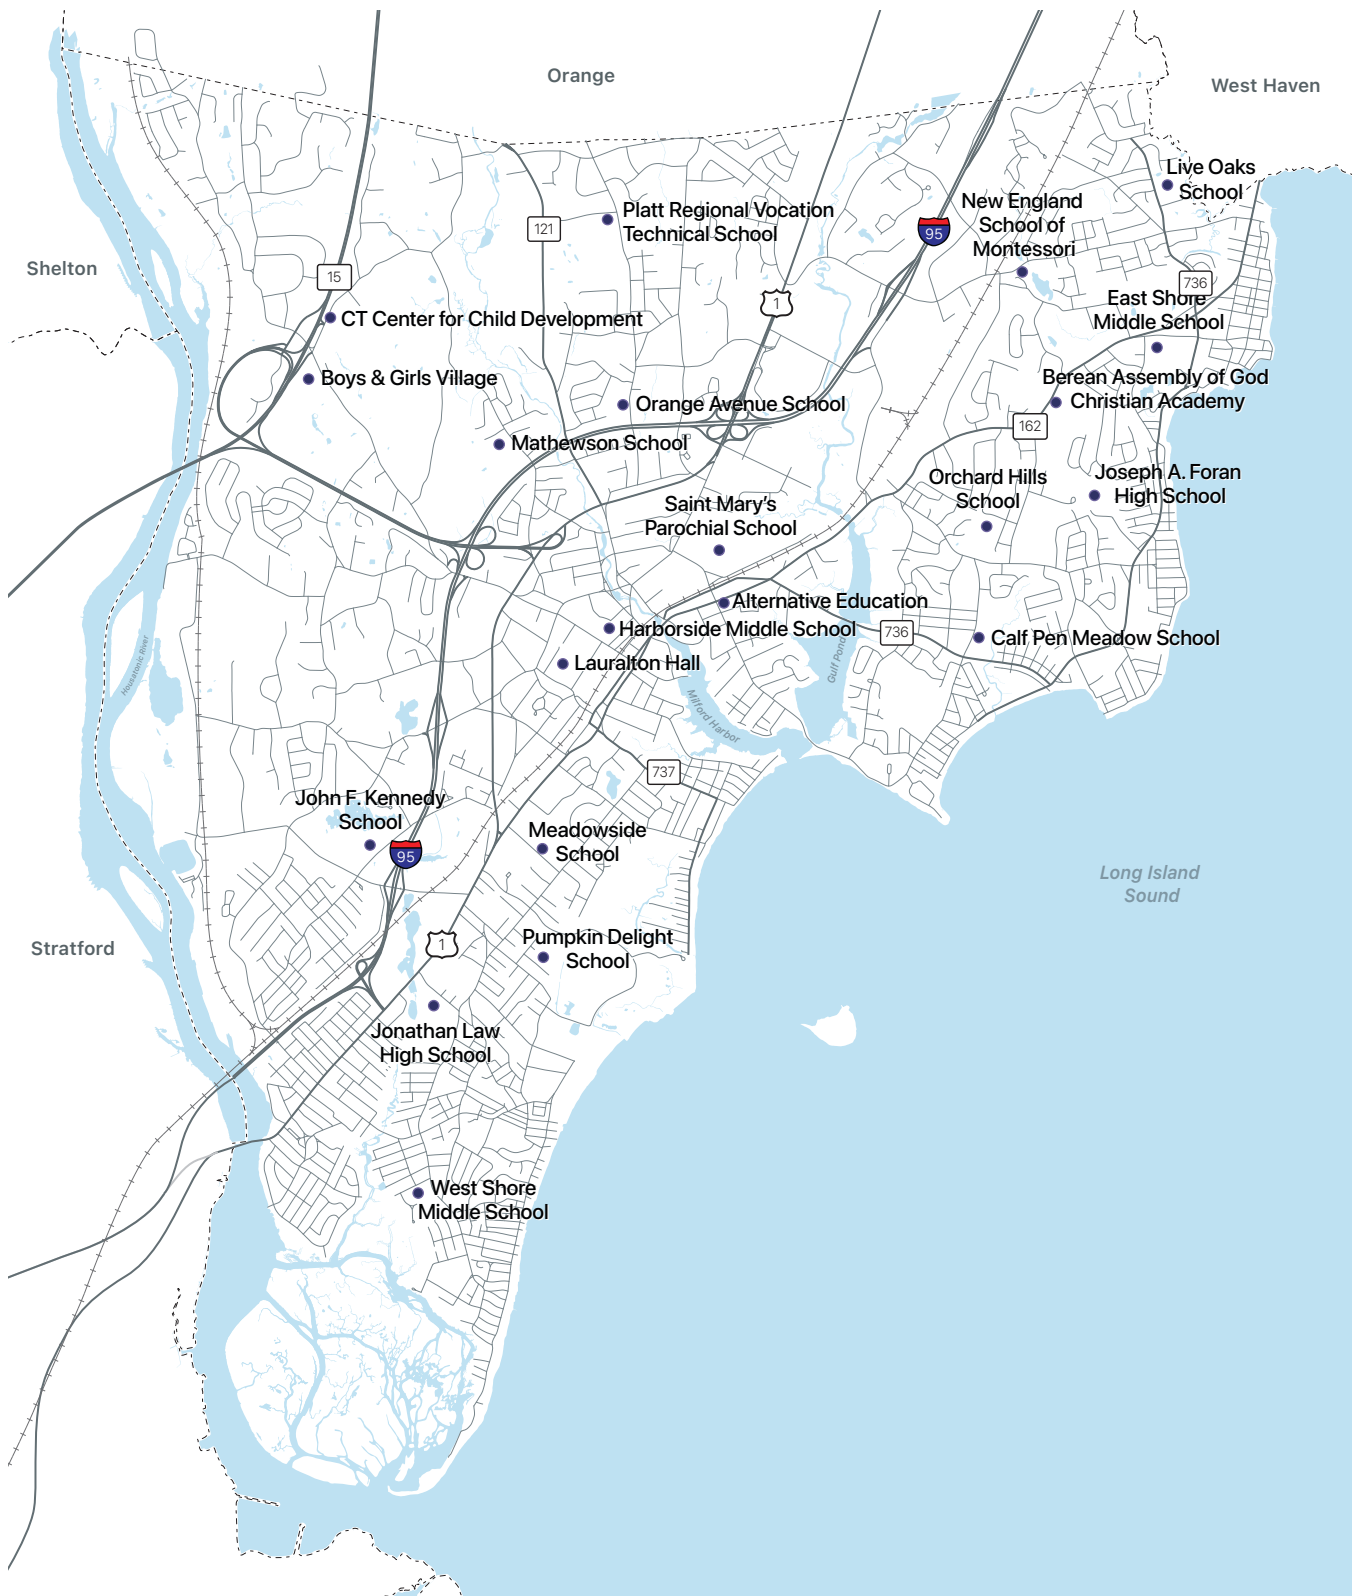 Orange
West Haven
Live Oaks
School
New England
School of
Montessori
Platt Regional Vocation
Technical School
121
95
Shelton
15
736
1
East Shore
Middle School
CT Center for Child Development
Boys & Girls Village
Berean Assembly of God
Christian Academy
Orange Avenue School
162
Mathewson School
Orchard Hills
School
Joseph A. Foran
High School
Saint Mary's
Parochial School
Alternative Education
Harborside Middle School
736
Calf Pen Meadow School
Lauralton Hall
Housatonic River
Gulf Pond
Milford Harbor
737
John F. Kennedy
School
95
Meadowside
School
Long Island
Sound
Stratford
1
Pumpkin Delight
School
Jonathan Law
High School
West Shore
Middle School